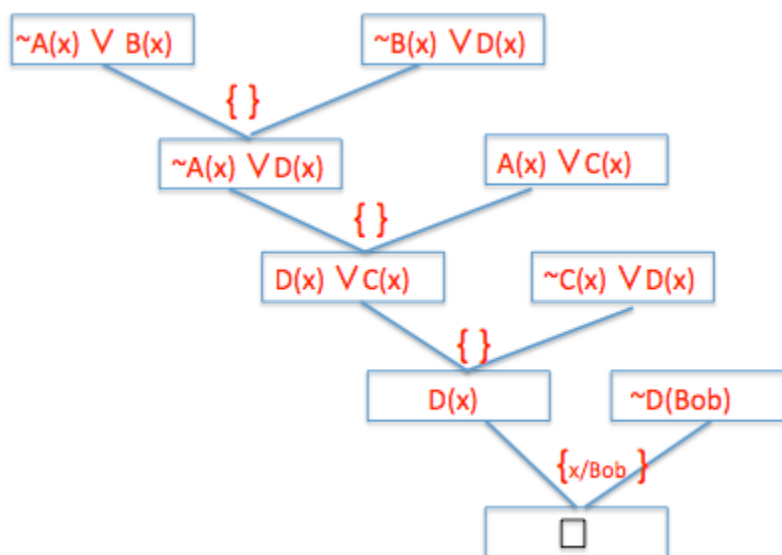 ~A(x) ∨ B(x)
~B(x) ∨ D(x)
{ }
~A(x) ∨ D(x)
A(x) ∨ C(x)
{ }
D(x) ∨ C(x)
~C(x) ∨ D(x)
{ }
D(x)
~D(Bob)
{x/Bob }
□